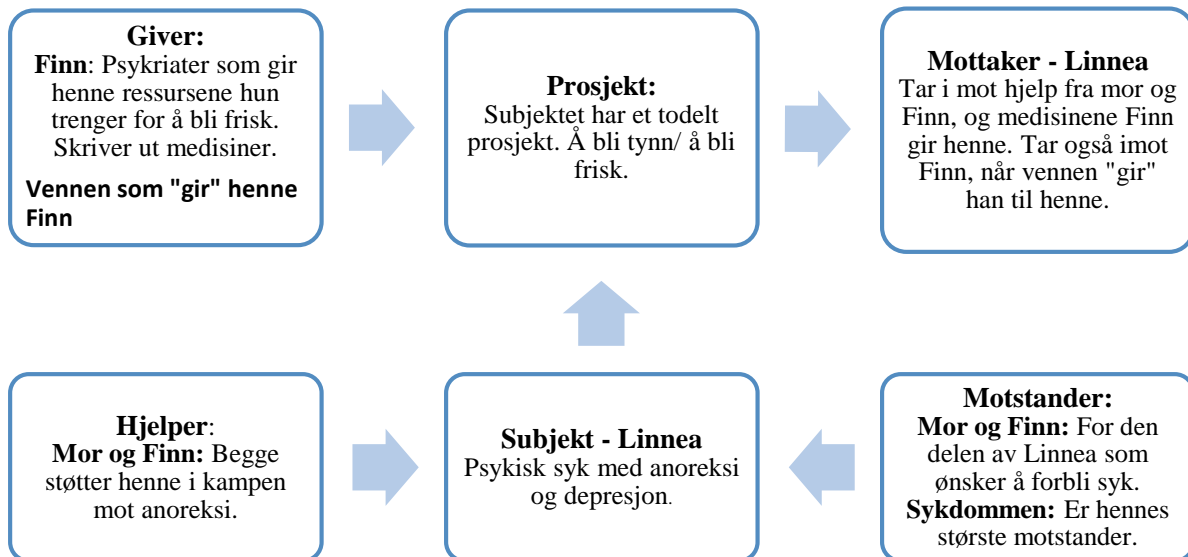 Giver:
Finn: Psykriater som gir
henne ressursene hun
trenger for å bli frisk.
Skriver ut medisiner.
Vennen som "gir" henne
Finn
Prosjekt:
Subjektet har et todelt
prosjekt. Å bli tynn/ å bli
frisk.
Mottaker - Linnea
Tar i mot hjelp fra mor og
Finn, og medisinene Finn
gir henne. Tar også imot
Finn, når vennen "gir"
han til henne.
Hjelper:
Mor og Finn: Begge
støtter henne i kampen
mot anoreksi.
Subjekt - Linnea
Psykisk syk med anoreksi
og depresjon.
Motstander:
Mor og Finn: For den
delen av Linnea som
ønsker å forbli syk.
Sykdommen: Er hennes
største motstander.